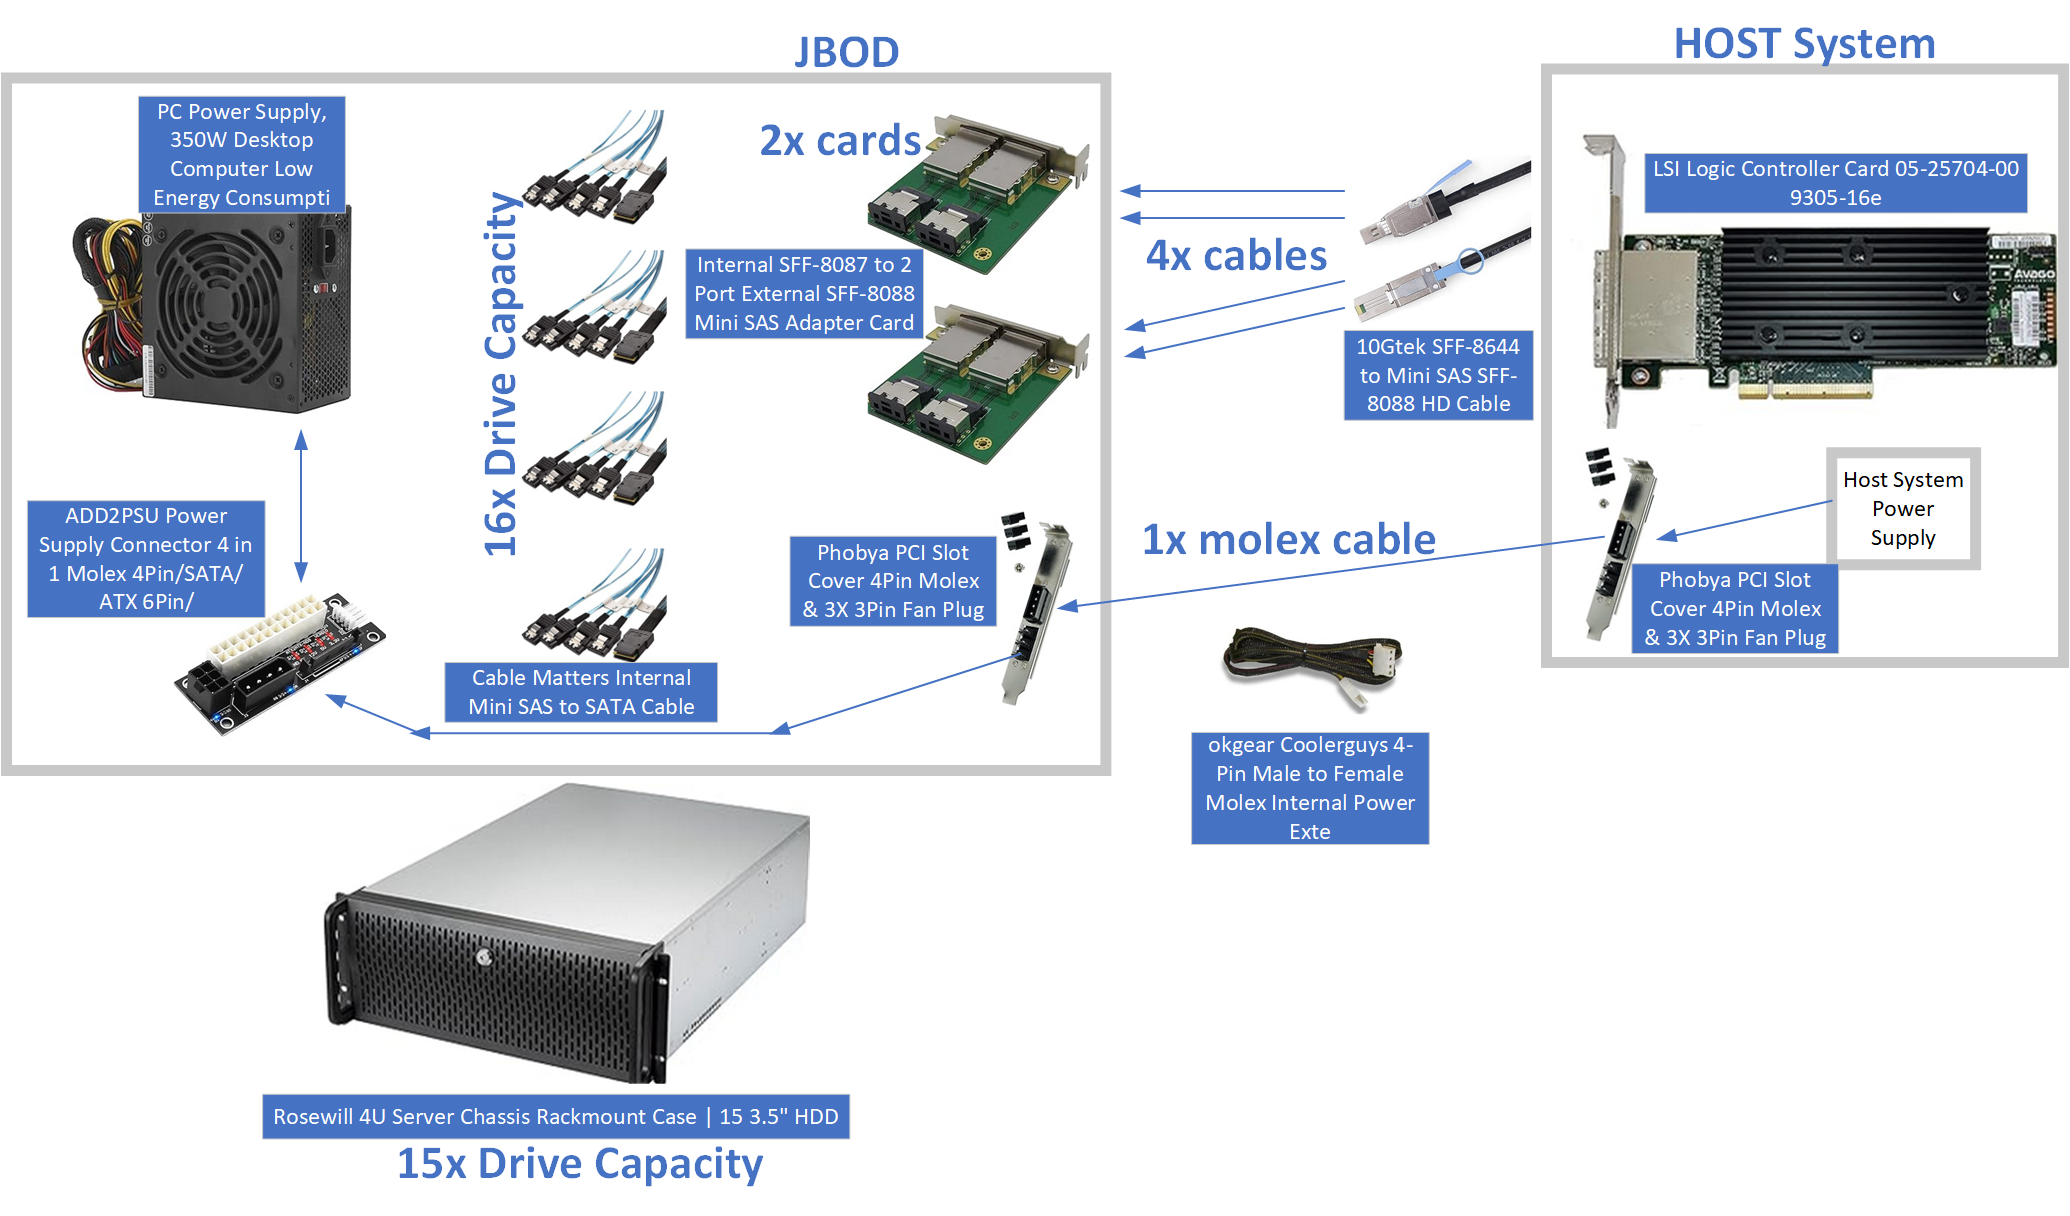 JBOD
HOST System
PC Power Supply,
350W Desktop
Computer Low
Energy Consumpti
16x Drive Capacity
2x cards
Internal SFF-8087 to 2
Port External SFF-8088
Mini SAS Adapter Card
4x cables
10Gtek SFF-8644
to Mini SAS SFF-
8088 HD Cable
LSI Logic Controller Card 05-25704-00
9305-16e
AVAGO
Host System
Power
Supply
ADD2PSU Power
Supply Connector 4 in
1 Molex 4Pin/SATA/
ATX 6Pin/
Phobya PCI Slot
Cover 4Pin Molex
& 3X 3Pin Fan Plug
1x molex cable
Phobya PCI Slot
Cover 4Pin Molex
& 3X 3Pin Fan Plug
Cable Matters Internal
Mini SAS to SATA Cable
okgear Coolerguys 4-
Pin Male to Female
Molex Internal Power
Exte
Rosewill 4U Server Chassis Rackmount Case | 15 3.5" HDD
15x Drive Capacity